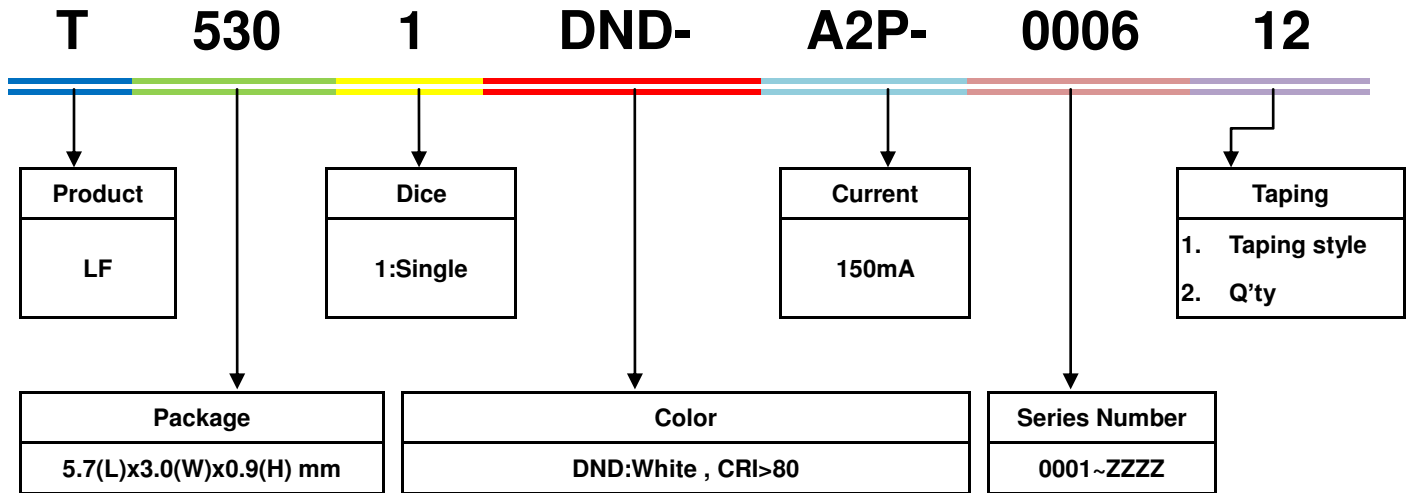 T 530 1 DND- A2P- 0006 12
Product
LF
Dice
1:Single
Current
150mA
Taping
1. Taping style
2. Q’ty
Package
5.7(L)x3.0(W)x0.9(H) mm
Color
DND:White , CRI>80
Series Number
0001~ZZZZ